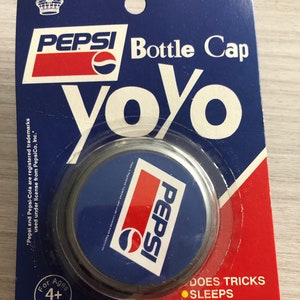 PEPSI
Bottle Cap
yoyo
"Pepsi and Pepsi-Cola are registered trademarks
used under license from PepsiCo, Inc."
PEPSI
For Ages
4+
DOES TRICKS
SLEEPS